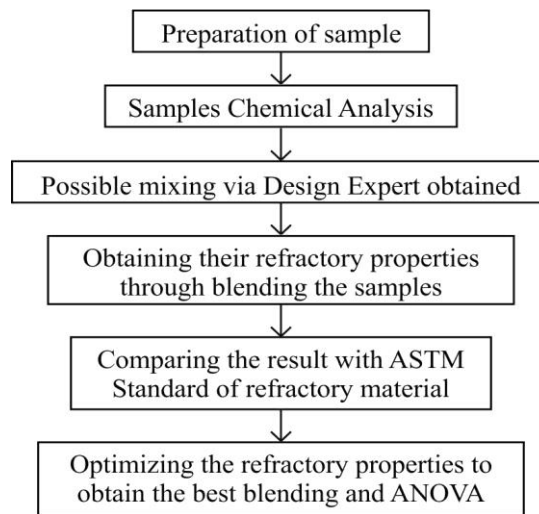 Preparation of sample
Samples Chemical Analysis
Possible mixing via Design Expert obtained
Obtaining their refractory properties
through blending the samples
Comparing the result with ASTM
Standard of refractory material
Optimizing the refractory properties to
obtain the best blending and ANOVA